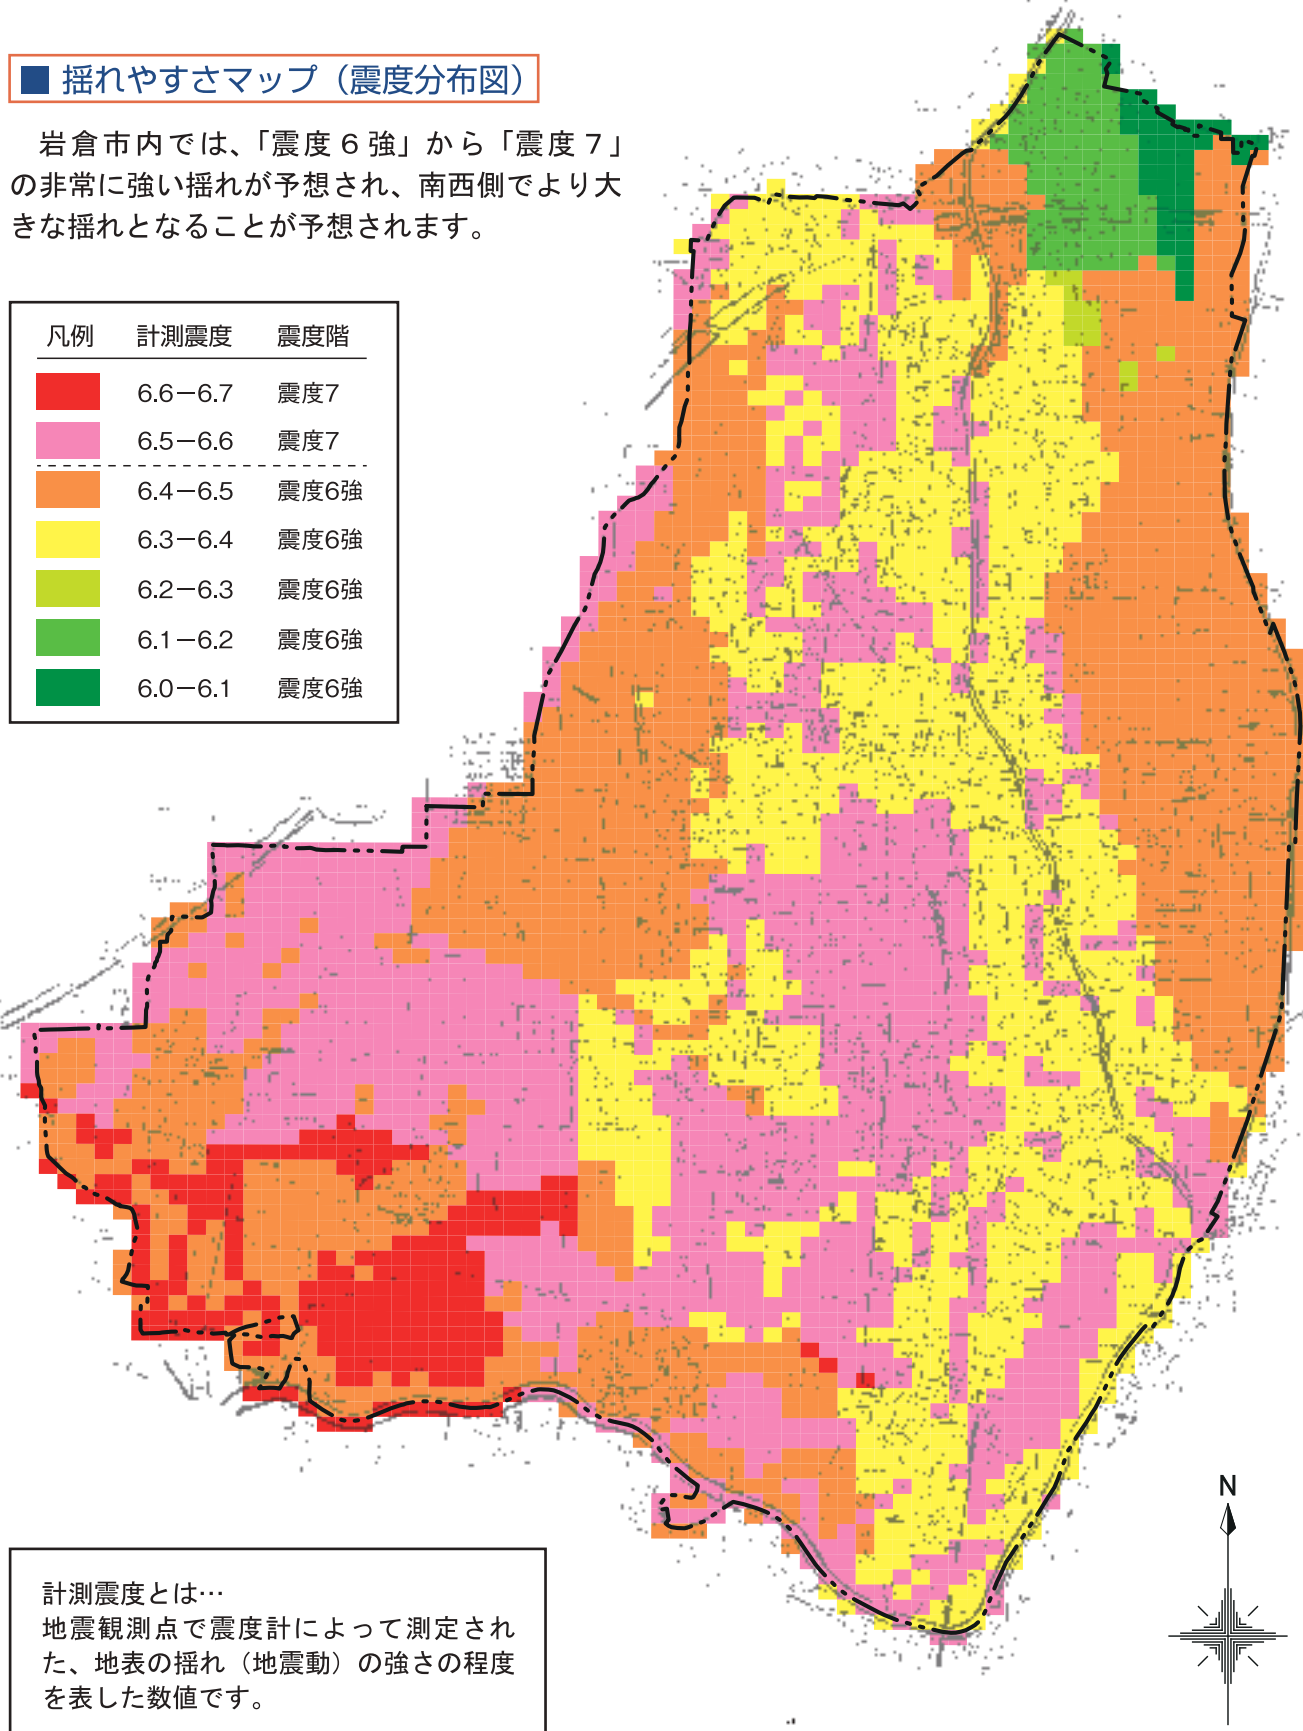 ■ 揺れやすさマップ（震度分布図）
岩倉市内では、「震度６強」から「震度７」
の非常に強い揺れが予想され、南西側でより大
きな揺れとなることが予想されます。
凡例 計測震度 震度階
6.6－6.7 震度7
6.5－6.6 震度7
6.4－6.5 震度6強
6.3－6.4 震度6強
6.2－6.3 震度6強
6.1－6.2 震度6強
6.0－6.1 震度6強
N
計測震度とは…
地震観測点で震度計によって測定され
た、地表の揺れ（地震動）の強さの程度
を表した数値です。